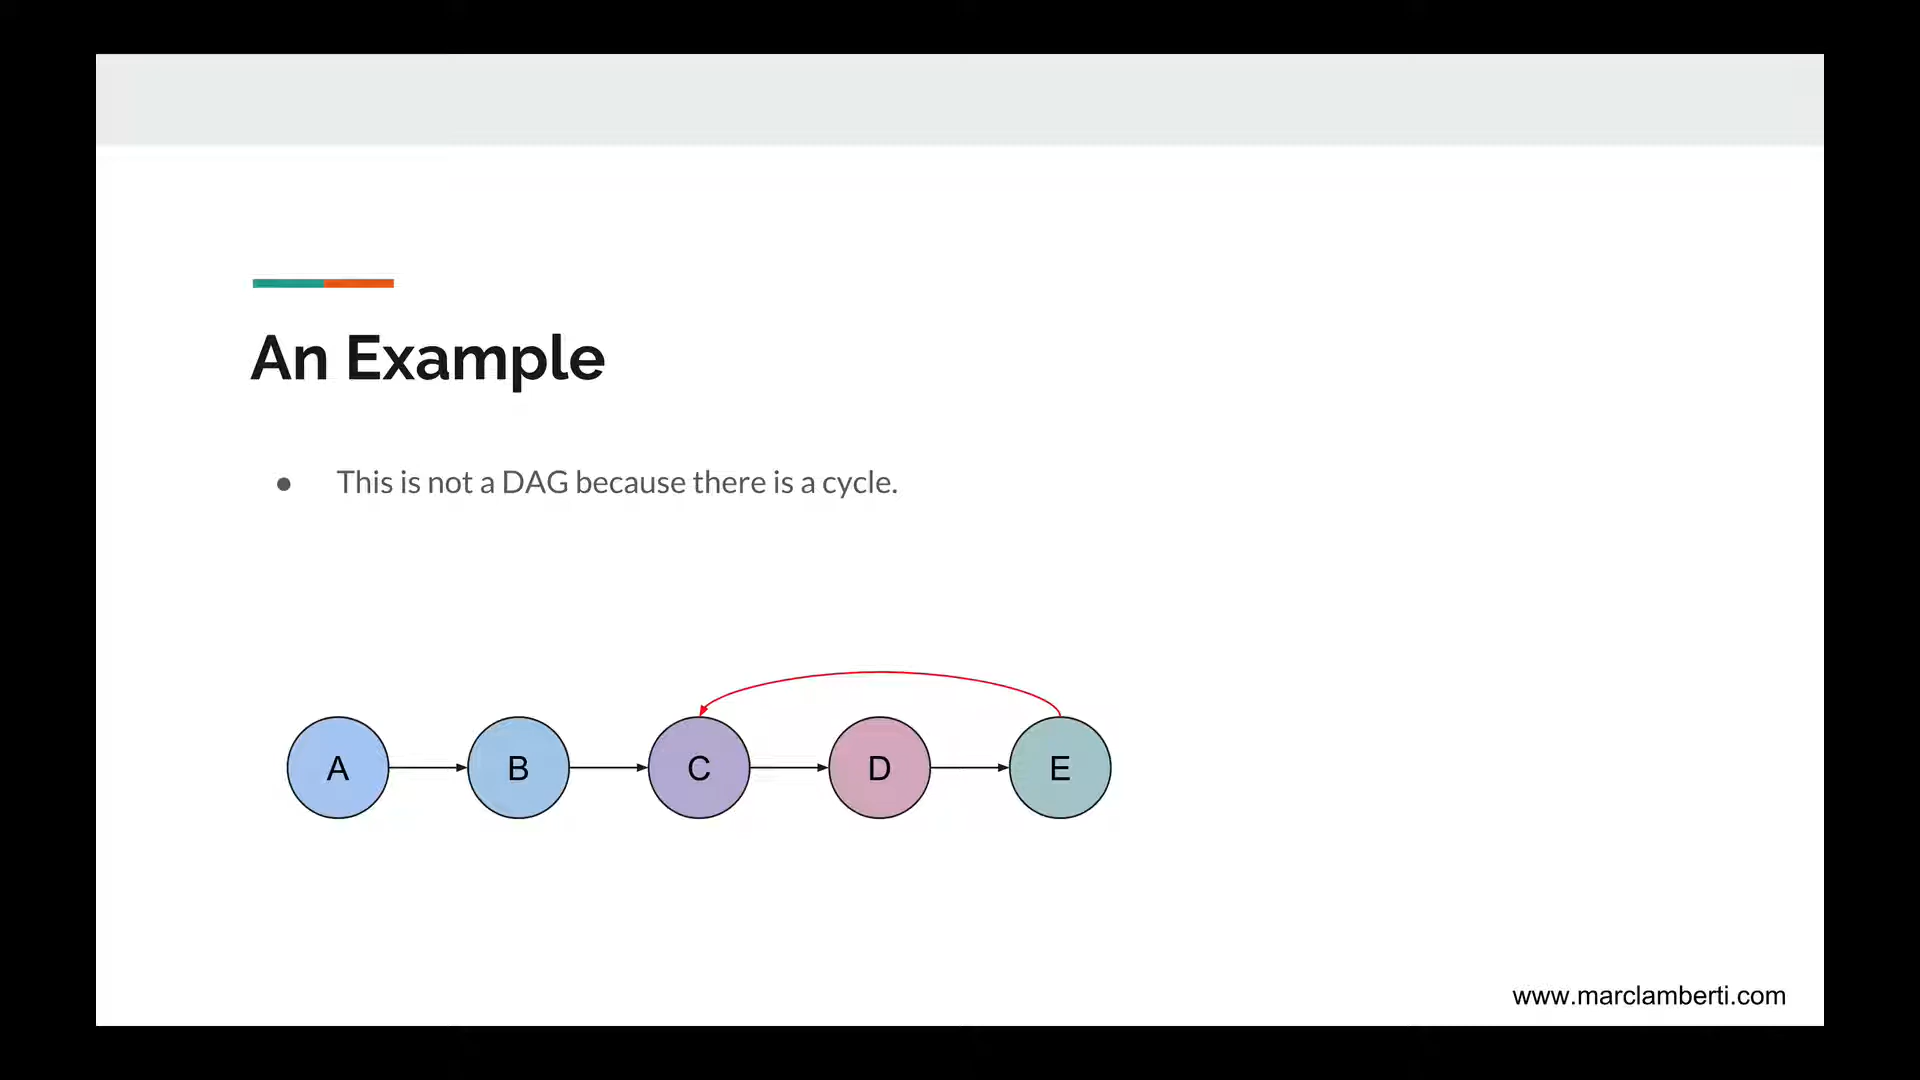 An Example
● This is not a DAG because there is a cycle.
A B C D E
www.marclamberti.com